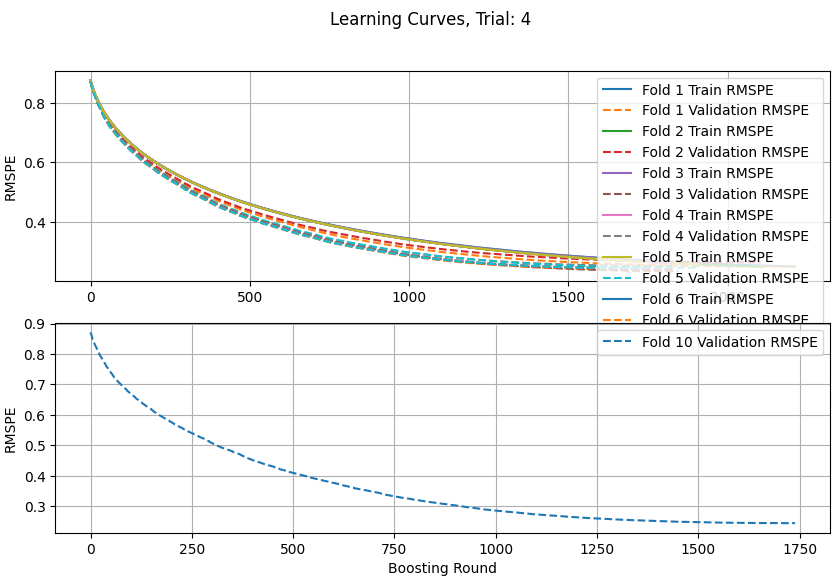 Learning Curves, Trial: 4
RMSPE
0.8
0.6
0.4
0 500 1000 1500 2000
Fold 1 Train RMSPE
Fold 1 Validation RMSPE
Fold 2 Train RMSPE
Fold 2 Validation RMSPE
Fold 3 Train RMSPE
Fold 3 Validation RMSPE
Fold 4 Train RMSPE
Fold 4 Validation RMSPE
Fold 5 Train RMSPE
Fold 5 Validation RMSPE
Fold 6 Train RMSPE
Fold 6 Validation RMSPE
RMSPE
0.9
0.8
0.7
0.6
0.5
0.4
0.3
Fold 10 Validation RMSPE
0 250 500 750 1000 1250 1500 1750
Boosting Round